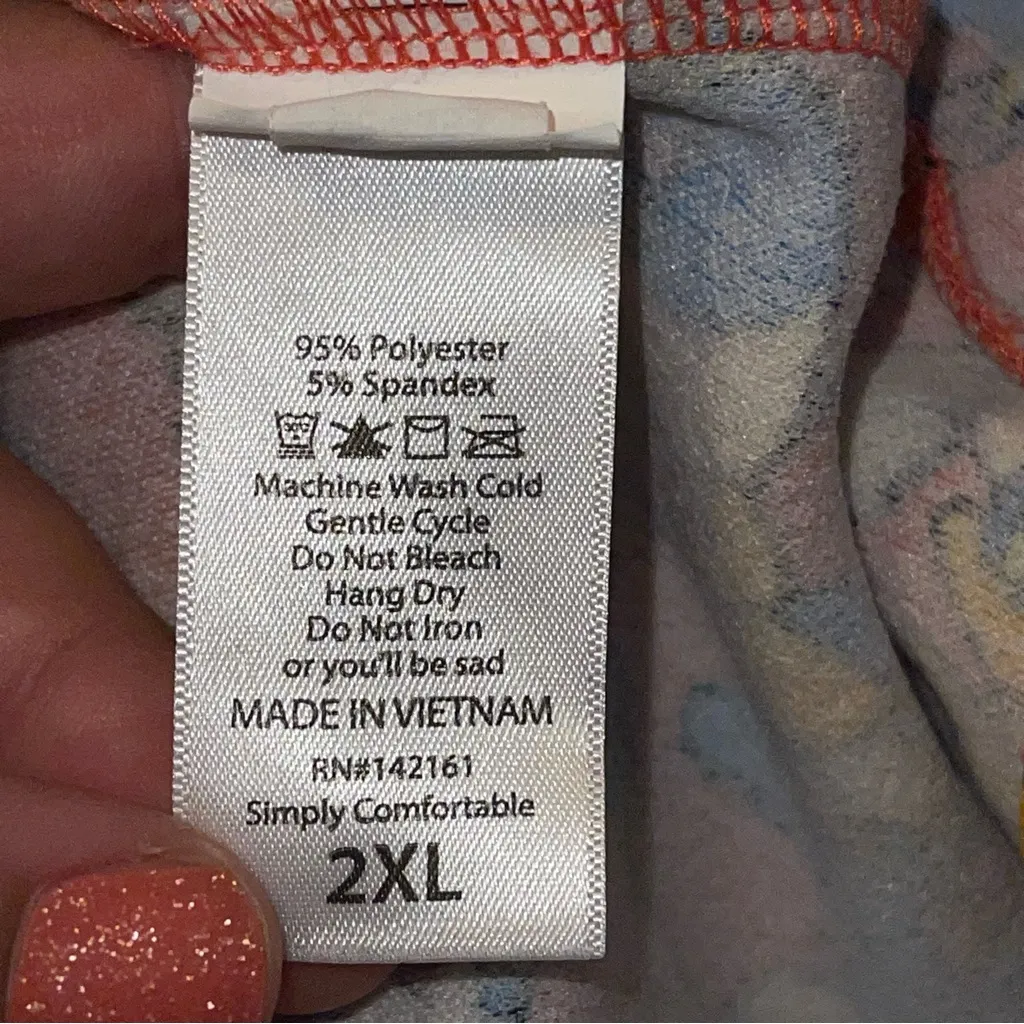 95% Polyester
5% Spandex
Machine Wash Cold
Gentle Cycle
Do Not Bleach
Hang Dry
Do Not Iron
or you'll be sad
MADE IN VIETNAM
RN#142161
Simply Comfortable
2XL